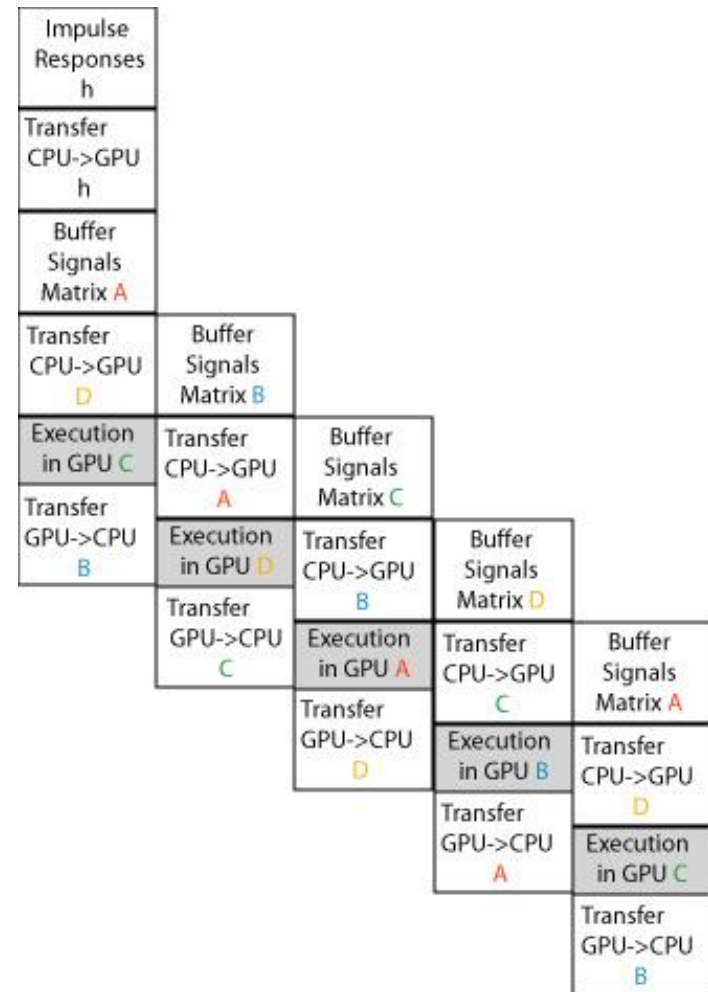 Impulse
Responses
h
Transfer
CPU->GPU
h
Buffer
Signals
Matrix A
Transfer
CPU->GPU
D
Execution
in GPU C
Transfer
GPU->CPU
B
Buffer
Signals
Matrix B
Transfer
CPU->GPU
A
Execution
in GPU D
Transfer
GPU->CPU
C
Buffer
Signals
Matrix C
Transfer
CPU->GPU
B
Execution
in GPU A
Transfer
GPU->CPU
D
Buffer
Signals
Matrix D
Transfer
CPU->GPU
C
Execution
in GPU B
Transfer
GPU->CPU
A
Buffer
Signals
Matrix A
Transfer
CPU->GPU
D
Execution
in GPU C
Transfer
GPU->CPU
B